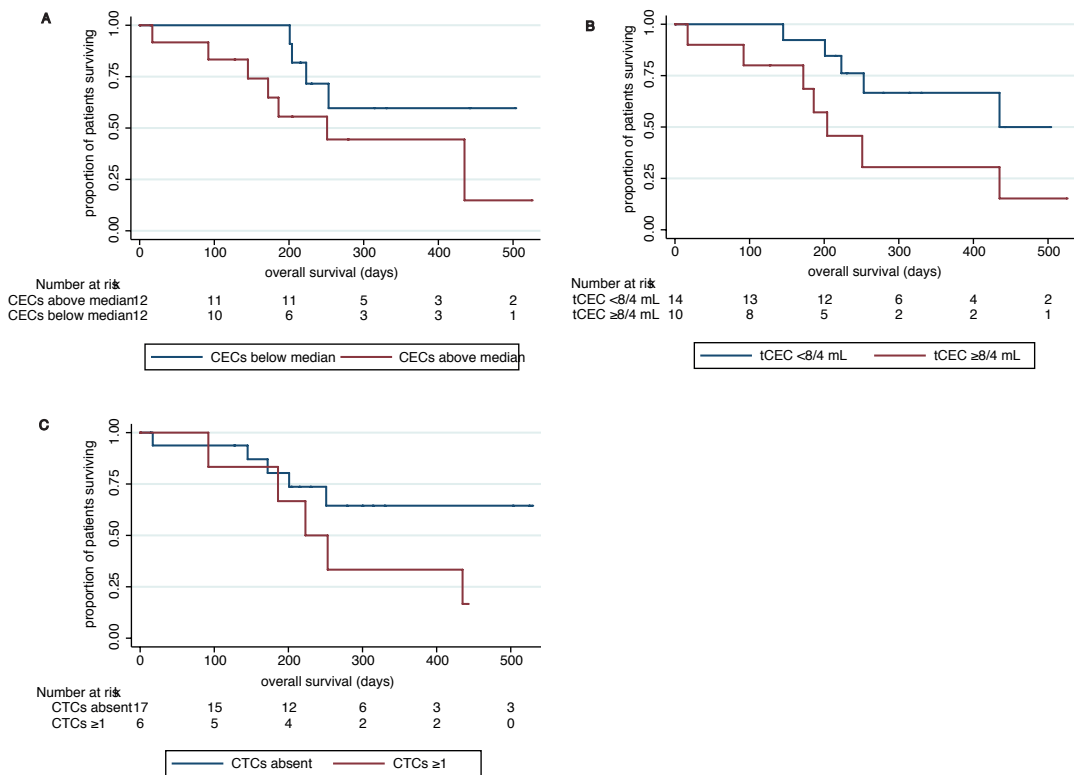 A
1.00
0.75
0.50
0.25
0.00
proportion of patients surviving
0 100 200 300 400 500
overall survival (days)
Number at risk
CECs above median 12 11 11 5 3 2
CECs below median 12 10 6 3 3 1
CECs below median CECs above median
B
1.00
0.75
0.50
0.25
0.00
proportion of patients surviving
0 100 200 300 400 500
overall survival (days)
Number at risk
tCEC <8/4 mL 14 13 12 6 4 2
tCEC ≥8/4 mL 10 8 5 2 2 1
tCEC <8/4 mL tCEC ≥8/4 mL
C
1.00
0.75
0.50
0.25
0.00
proportion of patients surviving
0 100 200 300 400 500
overall survival (days)
Number at risk
CTCs absent 17 15 12 6 3 3
CTCs ≥1 6 5 4 2 2 0
CTCs absent CTCs ≥1